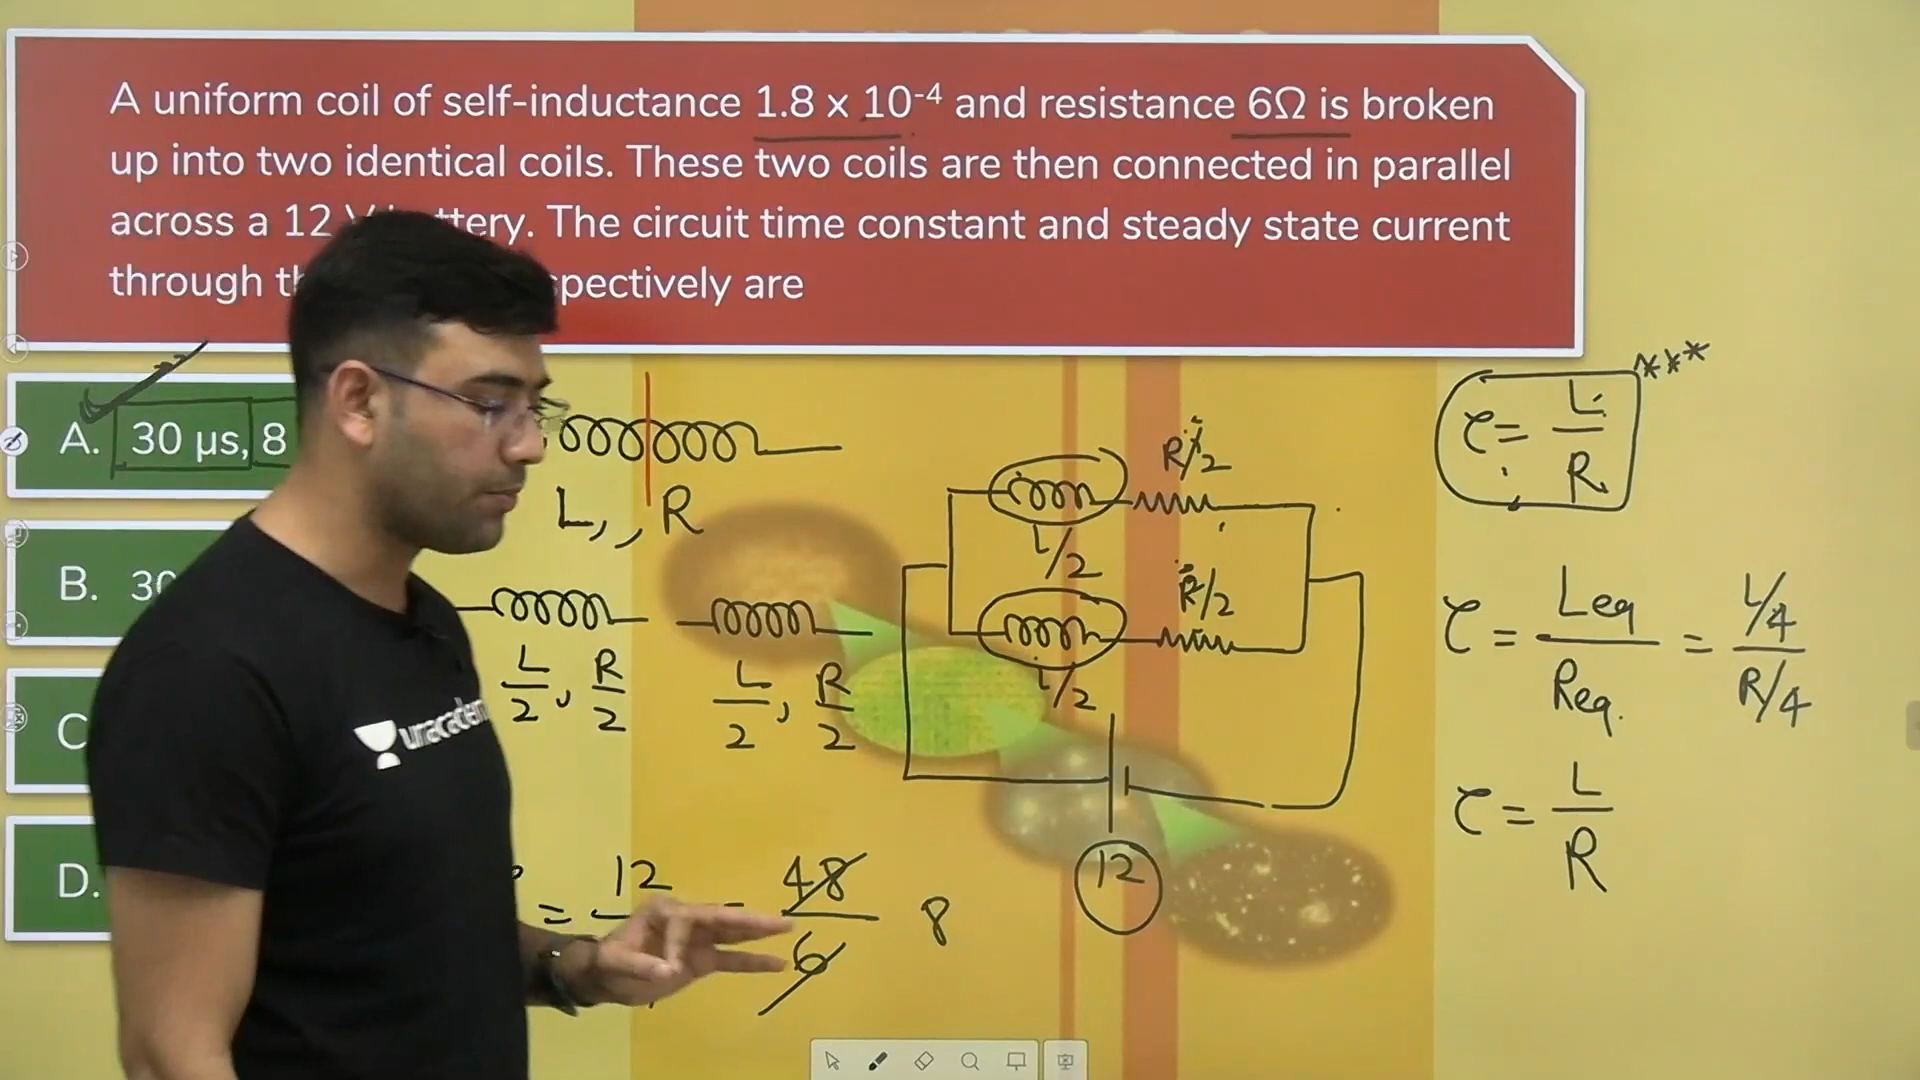 A uniform coil of self-inductance 1.8 x 10⁻⁴ and resistance 6Ω is broken
up into two identical coils. These two coils are then connected in parallel
across a 12 V battery. The circuit time constant and steady state current
through spectively are
A. 30 μs, 8
B. 30
C
D.
L, , R
L/2, R/2
L/2, R/2
R/2
L/2
R/2
L/2
12
= 12
= 48/6 8
τ = L/R ***
τ = Leq/Req. = L/4 / R/4
τ = L/R
unacadem